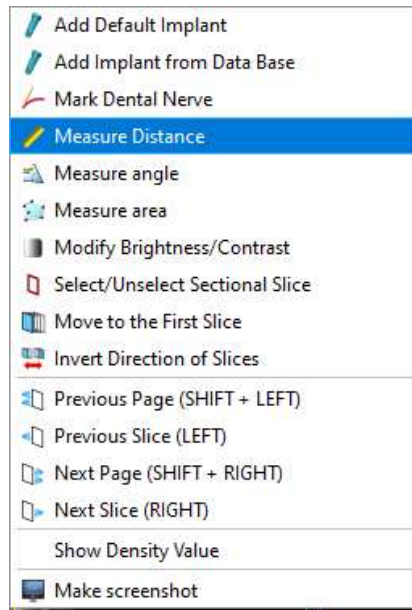 Add Default Implant
Add Implant from Data Base
Mark Dental Nerve
Measure Distance
Measure angle
Measure area
Modify Brightness/Contrast
Select/Unselect Sectional Slice
Move to the First Slice
Invert Direction of Slices
Previous Page (SHIFT + LEFT)
Previous Slice (LEFT)
Next Page (SHIFT + RIGHT)
Next Slice (RIGHT)
Show Density Value
Make screenshot